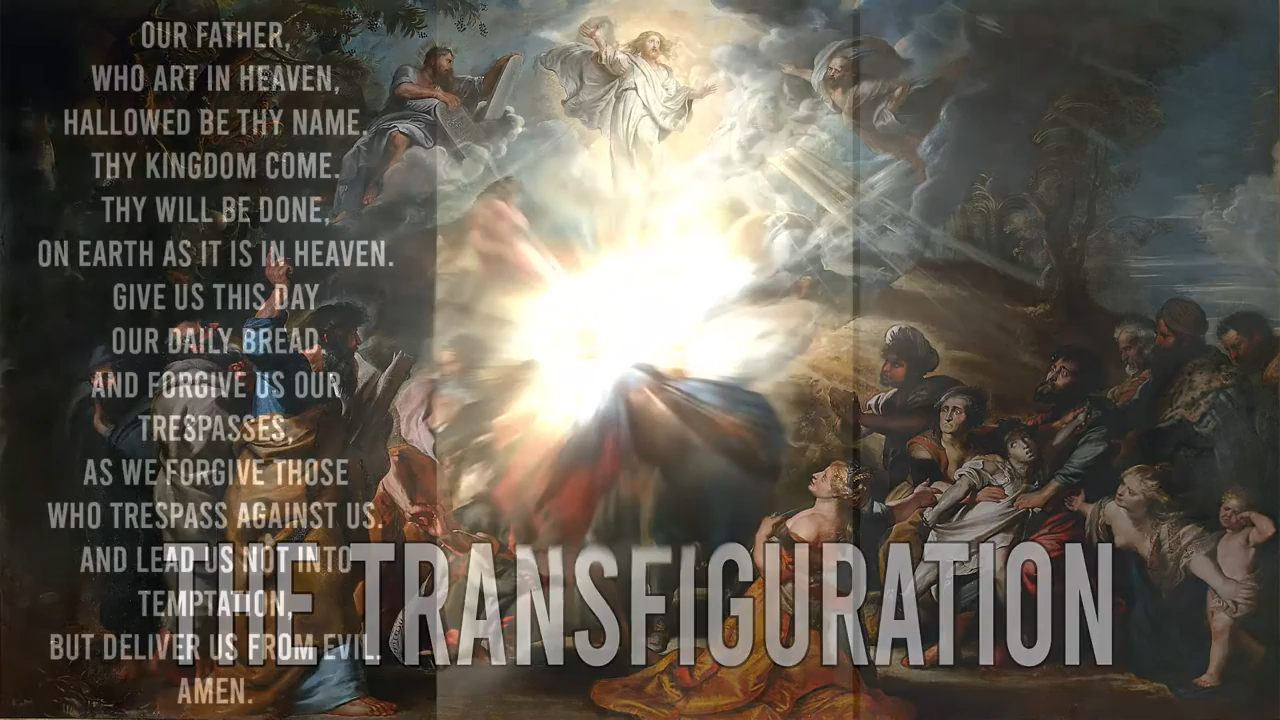 OUR FATHER,
WHO ART IN HEAVEN,
HALLOWED BE THY NAME.
THY KINGDOM COME.
THY WILL BE DONE,
ON EARTH AS IT IS IN HEAVEN.
GIVE US THIS DAY
OUR DAILY BREAD,
AND FORGIVE US OUR
TRESPASSES,
AS WE FORGIVE THOSE
WHO TRESPASS AGAINST US.
AND LEAD US NOT INTO
TEMPTATION,
BUT DELIVER US FROM EVIL.
AMEN.
THE TRANSFIGURATION